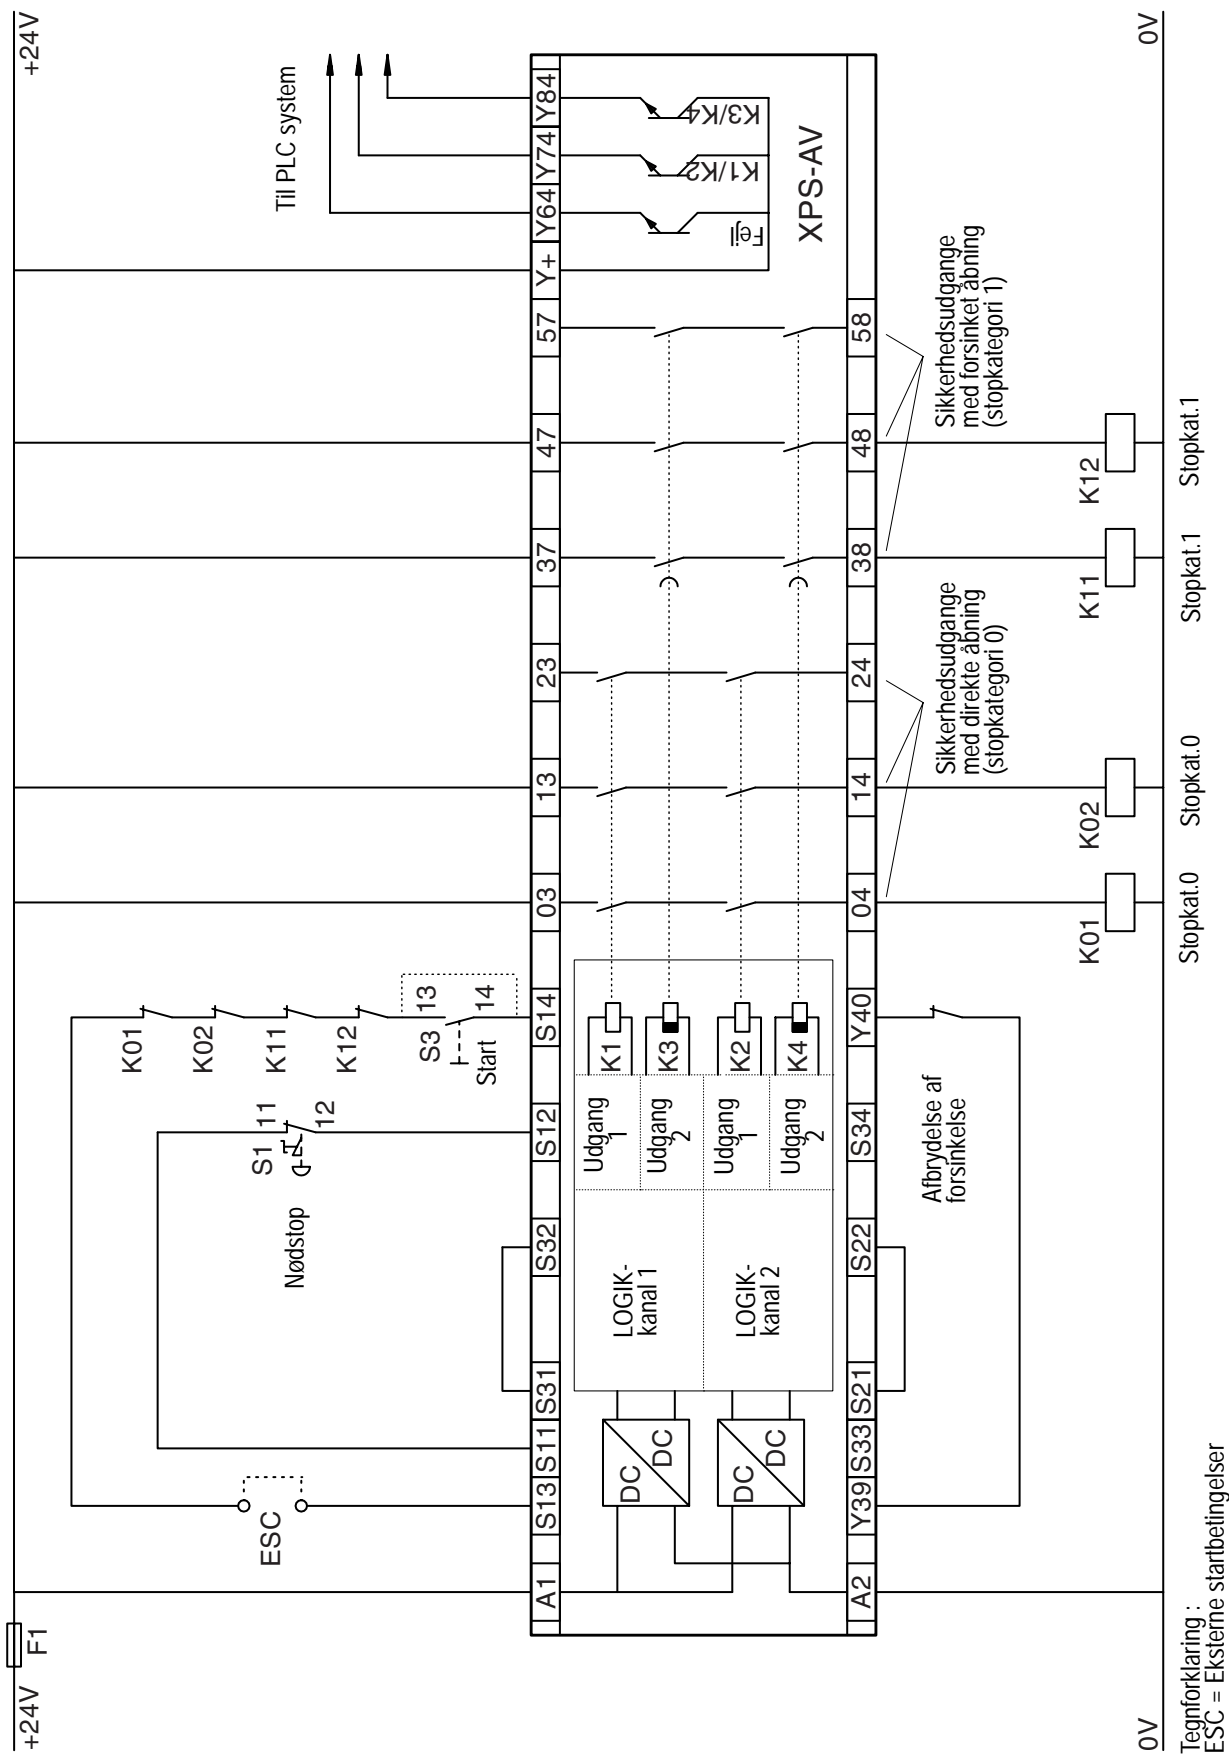 +24V
F1
+24V
ESC
Nødstop
S1
11
12
K01
K02
K11
K12
S3
13
14
Start
Til PLC system
A1
S13
S11
S31
S32
S12
S14
03
13
23
37
47
57
Y+
Y64
Y74
Y84
DC
DC
DC
DC
LOGIK-
kanal 1
LOGIK-
kanal 2
Udgang
1
Udgang
2
Udgang
1
Udgang
2
K1
K3
K2
K4
Fejl
K1/K2
K3/K4
XPS-AV
A2
Y39
S33
S21
S22
S34
Y40
04
14
24
38
48
58
Afbrydelse af
forsinkelse
Sikkerhedsudgange
med direkte åbning
(stopkategori 0)
Sikkerhedsudgange
med forsinket åbning
(stopkategori 1)
K01
K02
K11
K12
0V
0V
Stopkat.0
Stopkat.0
Stopkat.1
Stopkat.1
Tegnforklaring :
ESC = Eksterne startbetingelser